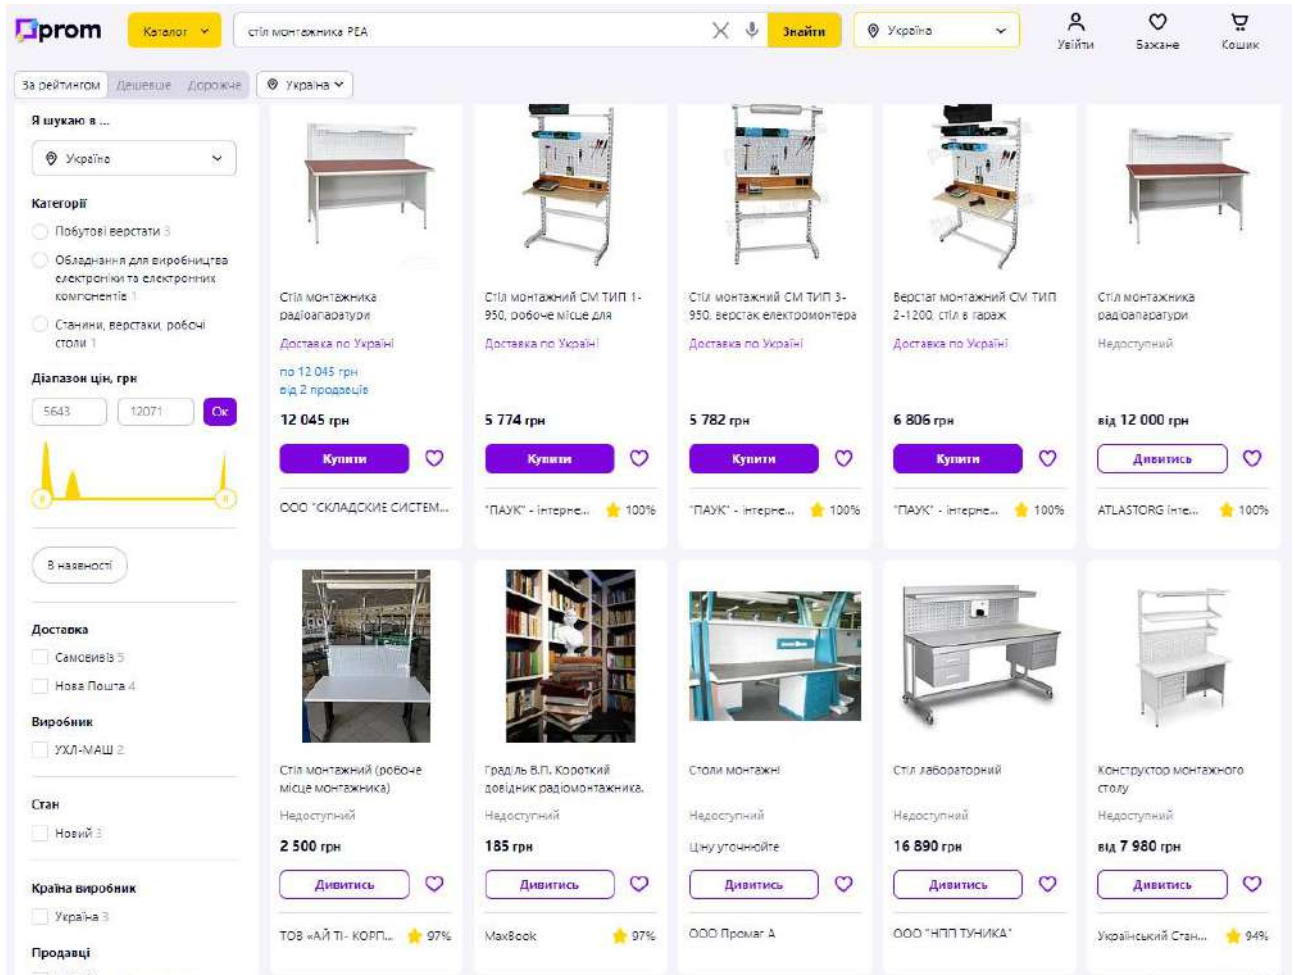 prom
Каталог
стіл монтажника РЕА
Знайти
Україна
Увійти
Бажане
Кошик
За рейтингом
Дешевше
Дорожче
Україна
Я шукаю в ...
Україна
Категорії
Побутові верстати 3
Обладнання для виробництва
електроніки та електронних
компонентів 1
Станини, верстаки, робочі
столи 1
Діапазон цін, грн
5643
12071
Ок
В наявності
Доставка
Самовивіз 5
Нова Пошта 4
Виробник
УХЛ-МАШ 2
Стан
Новий 3
Країна виробник
Україна 3
Продавці
Стіл монтажника
радіоапаратури
Доставка по Україні
по 12 045 грн
від 2 продавців
12 045 грн
Купити
ООО "СКЛАДСКИЕ СИСТЕМ...
Стіл монтажний СМ ТИП 1-
950, робоче місце для
Доставка по Україні
5 774 грн
Купити
"ПАУК" - інтерне... 100%
Стіл монтажний СМ ТИП 3-
950, верстак електромонтера
Доставка по Україні
5 782 грн
Купити
"ПАУК" - інтерне... 100%
Верстат монтажний СМ ТИП
2-1200, стіл в гараж
Доставка по Україні
6 806 грн
Купити
"ПАУК" - інтерне... 100%
Стіл монтажника
радіоапаратури
Недоступний
від 12 000 грн
Дивитись
ATLASTORG інте... 100%
Стіл монтажний (робоче
місце монтажника)
Недоступний
2 500 грн
Дивитись
ТОВ «АЙ ТІ- КОРП... 97%
Граділь В.П. Короткий
довідник радіомонтажника.
Недоступний
185 грн
Дивитись
MaxBook 97%
Столи монтажні
Недоступний
Ціну уточнюйте
Дивитись
ООО Промаг А
Стіл лабораторний
Недоступний
16 890 грн
Дивитись
ООО "НПП ТУНИКА"
Конструктор монтажного
столу
Недоступний
від 7 980 грн
Дивитись
Український Стан... 94%